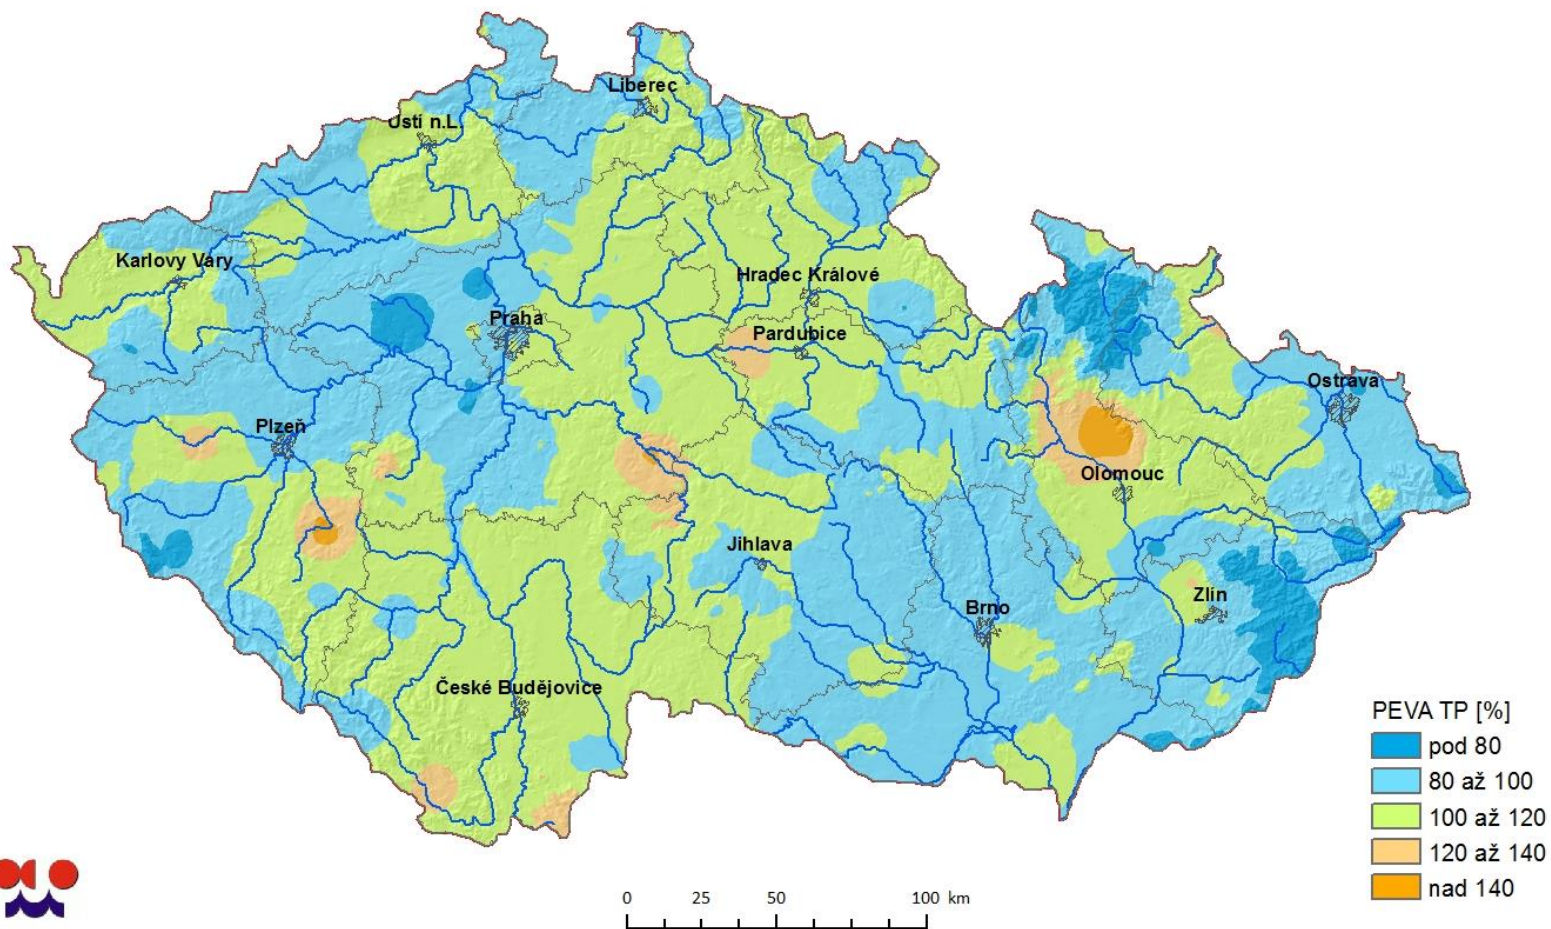 Liberec
Ústí n.L.
Karlovy Vary
Hradec Králové
Praha
Pardubice
Ostrava
Plzeň
Olomouc
Jihlava
Zlín
Brno
České Budějovice
PEVA TP [%]
pod 80
80 až 100
100 až 120
120 až 140
nad 140
0 25 50 100 km